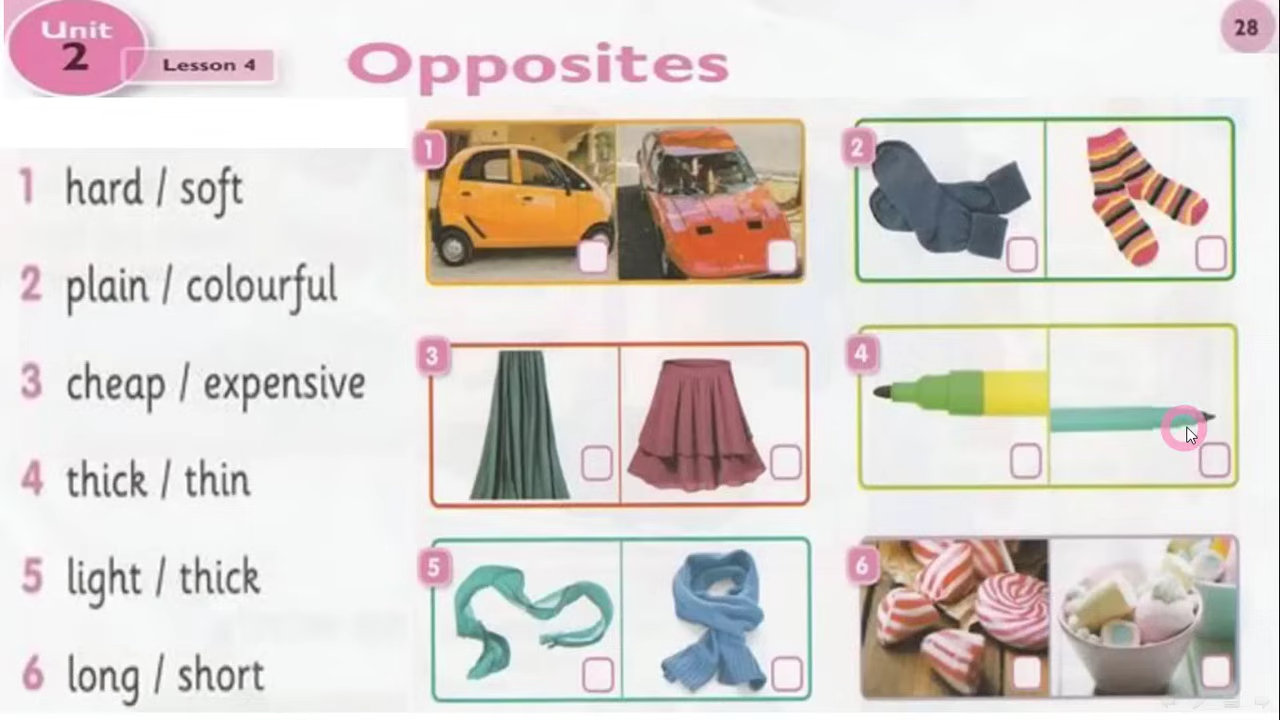 Unit
2
Lesson 4
Opposites
28
1 hard / soft
2 plain / colourful
3 cheap / expensive
4 thick / thin
5 light / thick
6 long / short
1
2
3
4
5
6